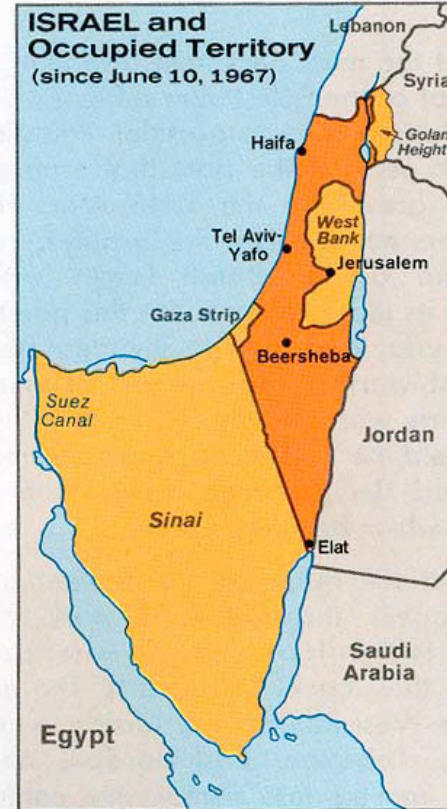 ISRAEL and
Occupied Territory
(since June 10, 1967)
Lebanon
Syria
Golan
Height
Haifa
West
Bank
Tel Aviv-
Yafo
Jerusalem
Gaza Strip
Beersheba
Suez
Canal
Jordan
Sinai
Elat
Saudi
Arabia
Egypt